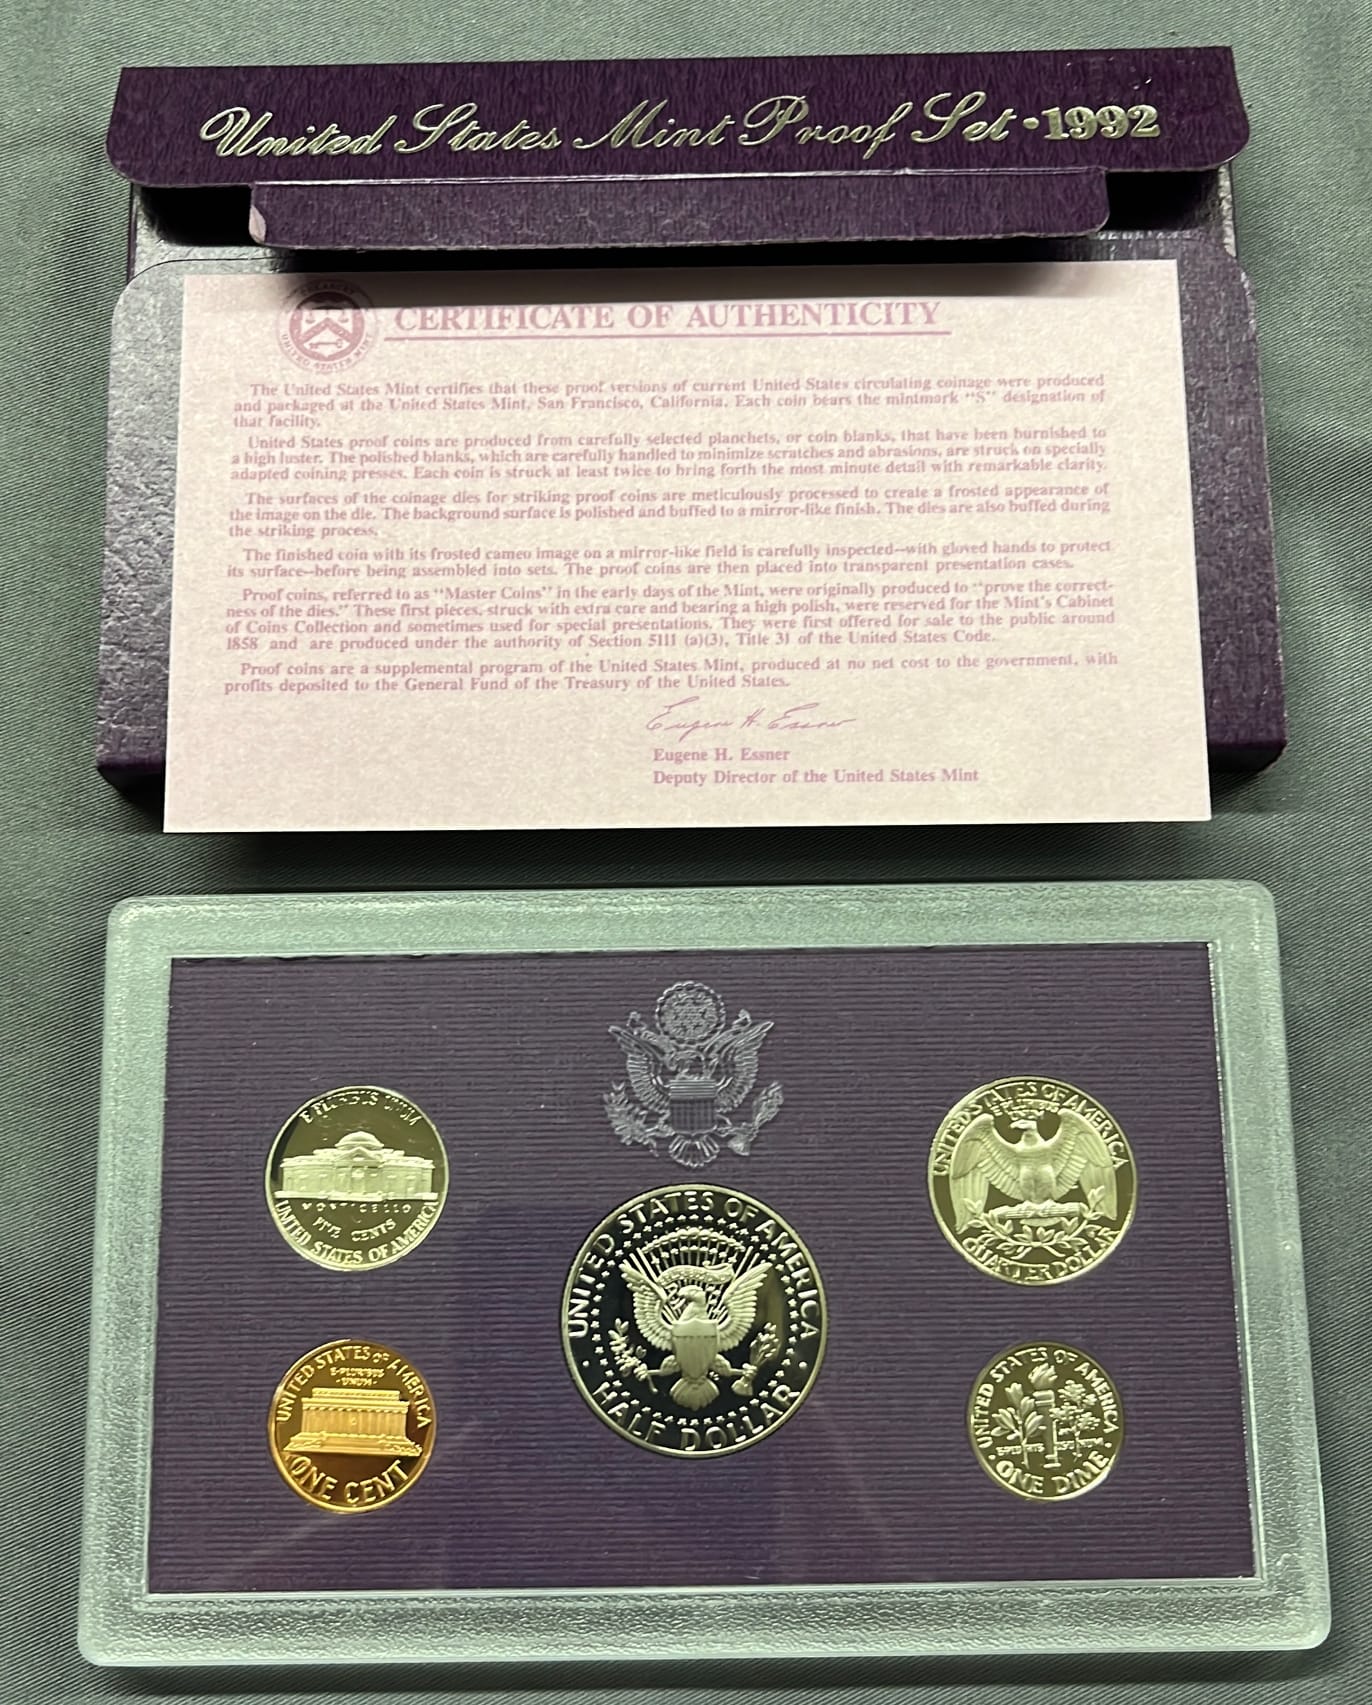 United States Mint Proof Set · 1992
TREASURY
UNITED STATES MINT
CERTIFICATE OF AUTHENTICITY
The United States Mint certifies that these proof versions of current United States circulating coinage were produced
and packaged at the United States Mint, San Francisco, California. Each coin bears the mintmark "S" designation of
that facility.
United States proof coins are produced from carefully selected planchets, or coin blanks, that have been burnished to
a high luster. The polished blanks, which are carefully handled to minimize scratches and abrasions, are struck on specially
adapted coining presses. Each coin is struck at least twice to bring forth the most minute detail with remarkable clarity.
The surfaces of the coinage dies for striking proof coins are meticulously processed to create a frosted appearance of
the image on the die. The background surface is polished and buffed to a mirror-like finish. The dies are also buffed during
the striking process.
The finished coin with its frosted cameo image on a mirror-like field is carefully inspected--with gloved hands to protect
its surface--before being assembled into sets. The proof coins are then placed into transparent presentation cases.
Proof coins, referred to as "Master Coins" in the early days of the Mint, were originally produced to "prove the correct-
ness of the dies." These first pieces, struck with extra care and bearing a high polish, were reserved for the Mint's Cabinet
of Coins Collection and sometimes used for special presentations. They were first offered for sale to the public around
1858 and are produced under the authority of Section 5111 (a)(3), Title 31 of the United States Code.
Proof coins are a supplemental program of the United States Mint, produced at no net cost to the government, with
profits deposited to the General Fund of the Treasury of the United States.
Eugene H. Essner
Eugene H. Essner
Deputy Director of the United States Mint
E PLURIBUS UNUM
MONTICELLO
FIVE CENTS
UNITED STATES OF AMERICA
UNITED STATES OF AMERICA
QUARTER DOLLAR
UNITED STATES OF AMERICA
HALF DOLLAR
UNITED STATES OF AMERICA
E·PLURIBUS
·UNUM·
ONE CENT
UNITED STATES OF AMERICA
ONE DIME